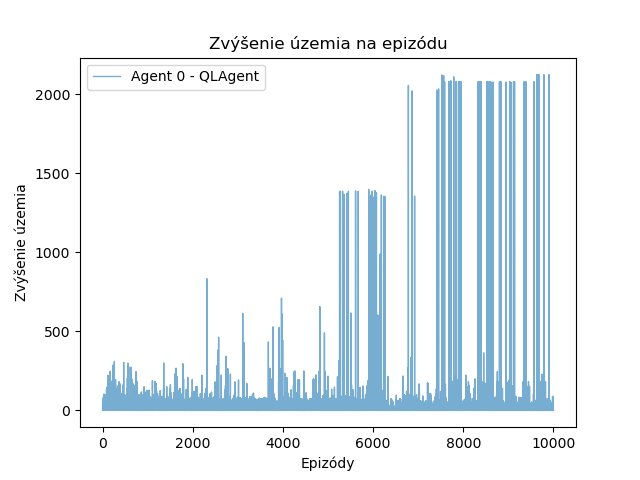 Zvýšenie územia na epizódu
Agent 0 - QLAgent
Zvýšenie územia
2000
1500
1000
500
0
0 2000 4000 6000 8000 10000
Epizódy